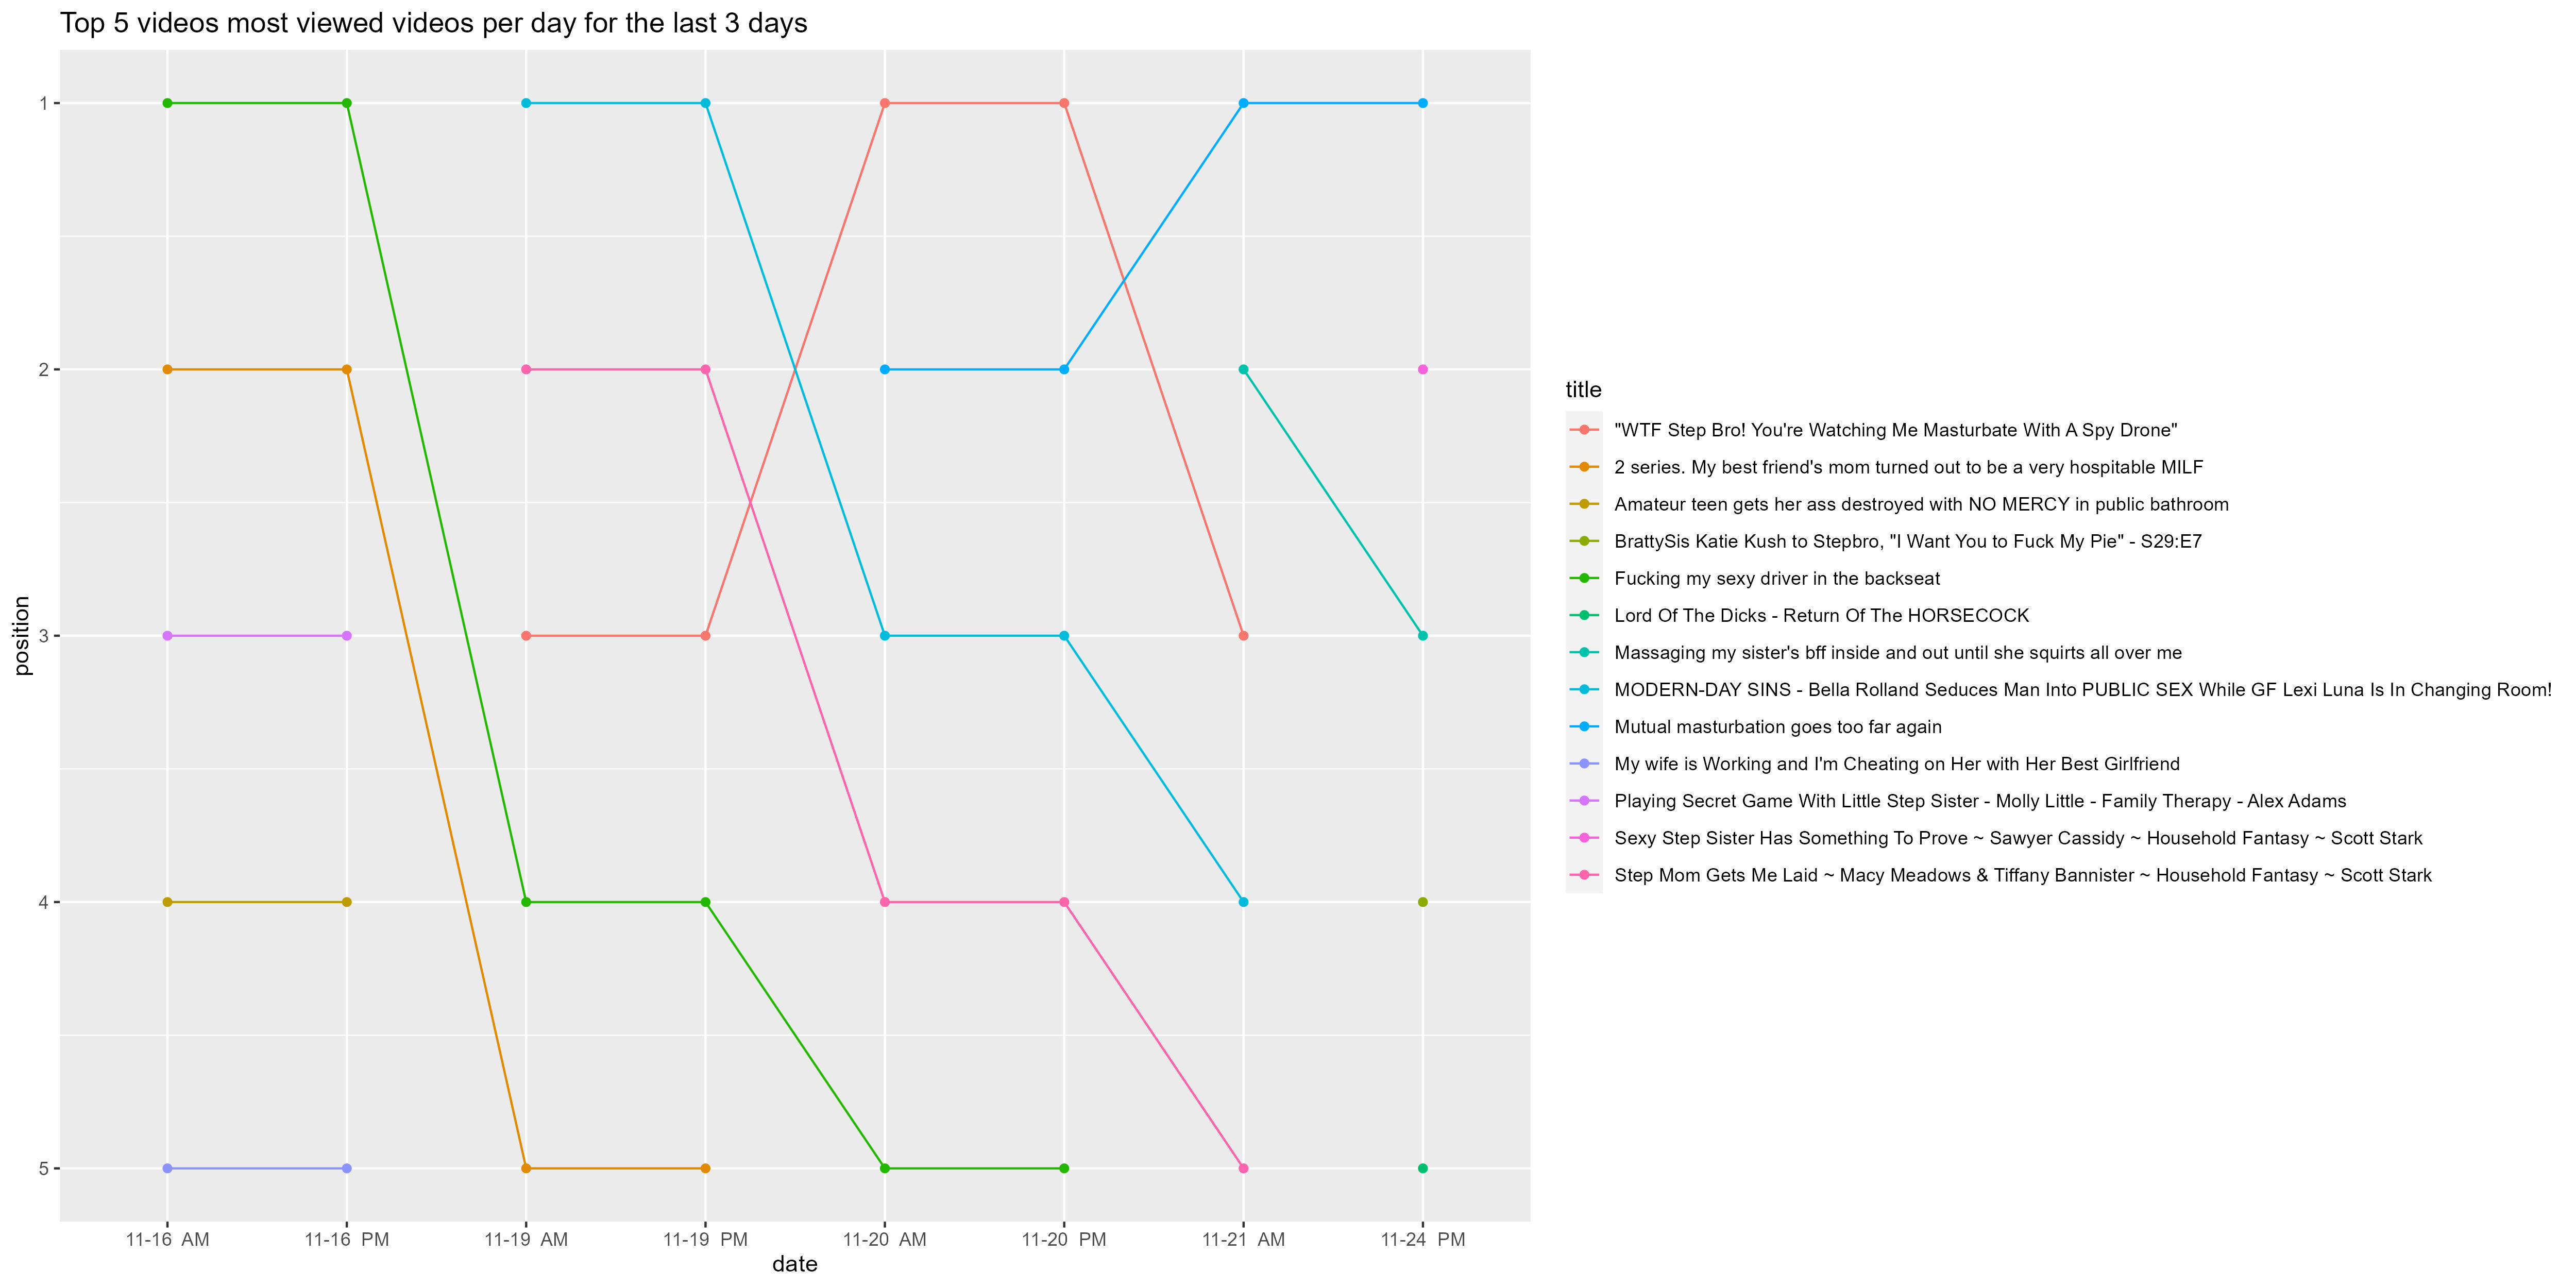 Top 5 videos most viewed videos per day for the last 3 days
position
1
2
3
4
5
11-16 AM
11-16 PM
11-19 AM
11-19 PM
11-20 AM
11-20 PM
11-21 AM
11-24 PM
date
title
"WTF Step Bro! You're Watching Me Masturbate With A Spy Drone"
2 series. My best friend's mom turned out to be a very hospitable MILF
Amateur teen gets her ass destroyed with NO MERCY in public bathroom
BrattySis Katie Kush to Stepbro, "I Want You to Fuck My Pie" - S29:E7
Fucking my sexy driver in the backseat
Lord Of The Dicks - Return Of The HORSECOCK
Massaging my sister's bff inside and out until she squirts all over me
MODERN-DAY SINS - Bella Rolland Seduces Man Into PUBLIC SEX While GF Lexi Luna Is In Changing Room!
Mutual masturbation goes too far again
My wife is Working and I'm Cheating on Her with Her Best Girlfriend
Playing Secret Game With Little Step Sister - Molly Little - Family Therapy - Alex Adams
Sexy Step Sister Has Something To Prove ~ Sawyer Cassidy ~ Household Fantasy ~ Scott Stark
Step Mom Gets Me Laid ~ Macy Meadows & Tiffany Bannister ~ Household Fantasy ~ Scott Stark